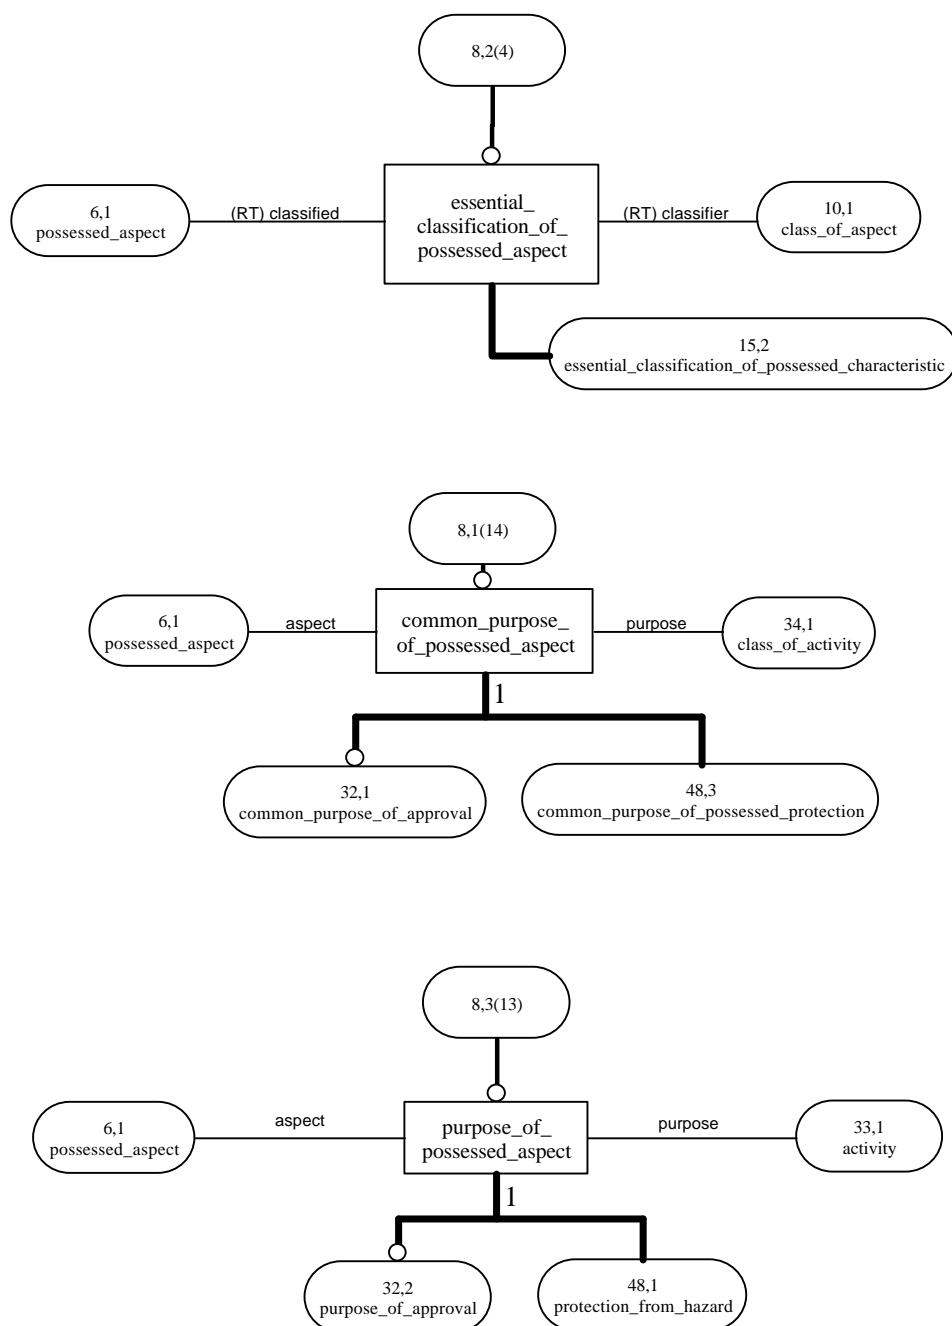 8,2(4)
6,1
possessed_aspect
(RT) classified
essential_
classification_of_
possessed_aspect
(RT) classifier
10,1
class_of_aspect
15,2
essential_classification_of_possessed_characteristic
8,1(14)
6,1
possessed_aspect
aspect
common_purpose_
of_possessed_aspect
purpose
34,1
class_of_activity
1
32,1
common_purpose_of_approval
48,3
common_purpose_of_possessed_protection
8,3(13)
6,1
possessed_aspect
aspect
purpose_of_
possessed_aspect
purpose
33,1
activity
1
32,2
purpose_of_approval
48,1
protection_from_hazard